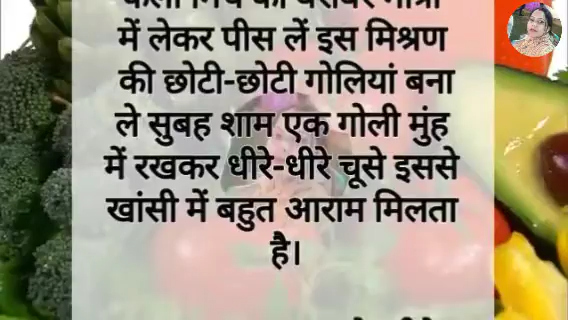 में लेकर पीस लें इस मिश्रण
की छोटी-छोटी गोलियां बना
ले सुबह शाम एक गोली मुंह
में रखकर धीरे-धीरे चूसे इससे
खांसी में बहुत आराम मिलता
है।